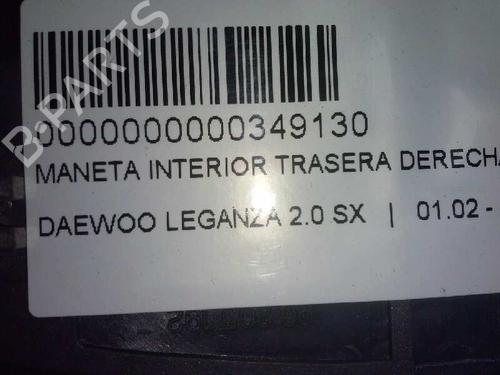 B-PARTS
0000000000349130
MANETA INTERIOR TRASERA DERECHA
DAEWOO LEGANZA 2.0 SX | 01.02 -